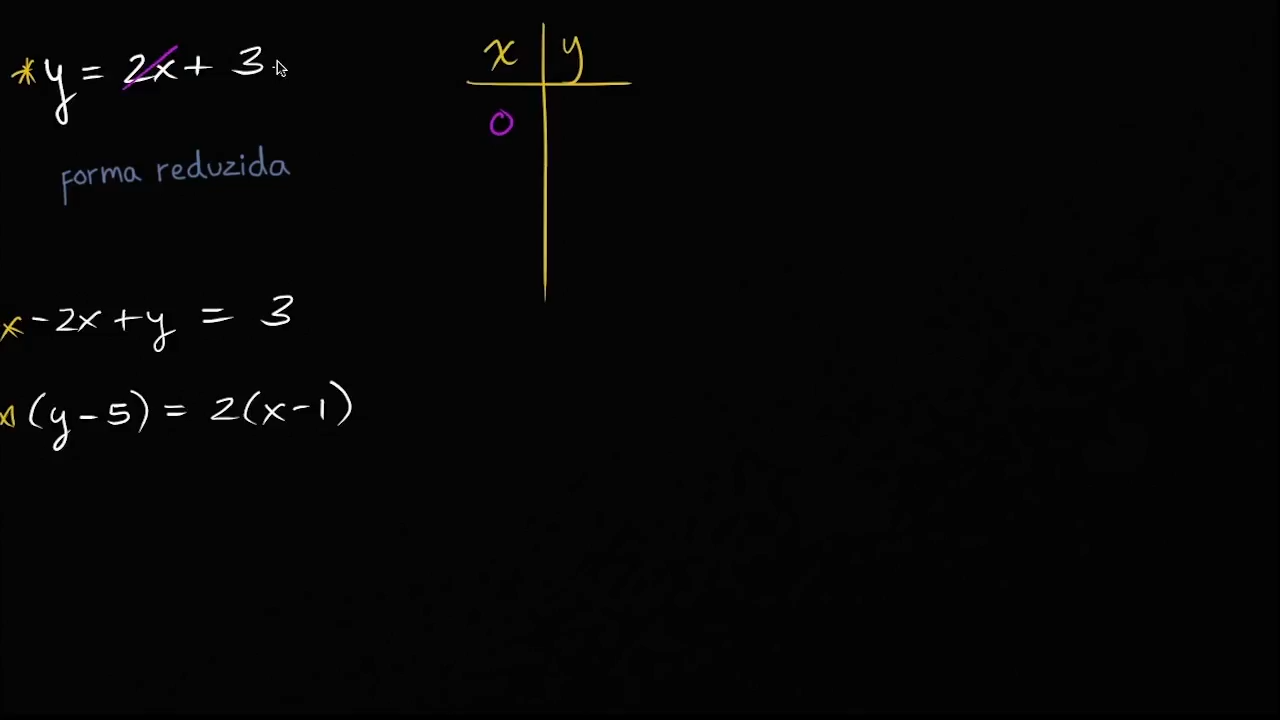 * y = 2x + 3
forma reduzida
* -2x + y = 3
* (y - 5) = 2(x - 1)
x y
0